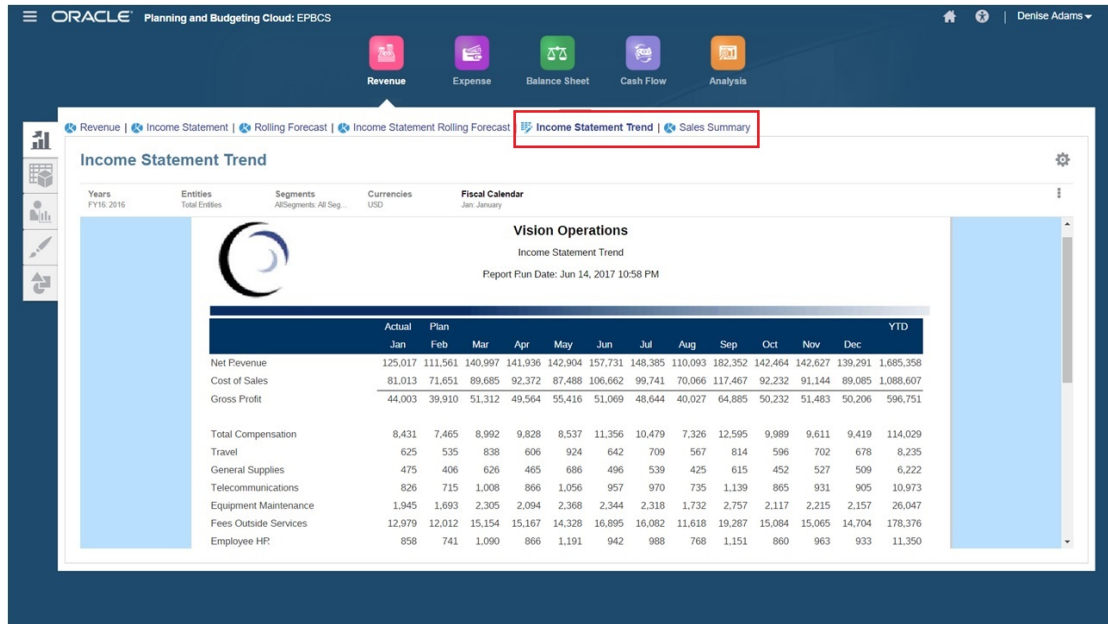 ORACLE® Planning and Budgeting Cloud: EPBCS Denise Adams
Revenue Expense Balance Sheet Cash Flow Analysis
Revenue | Income Statement | Rolling Forecast | Income Statement Rolling Forecast | Income Statement Trend | Sales Summary
Income Statement Trend
Years Entities Segments Currencies Fiscal Calendar
FY16: 2016 Total Entities AllSegments: All Seg... USD Jan: January
Vision Operations
Income Statement Trend
Report Run Date: Jun 14, 2017 10:58 PM
Actual Plan YTD
Jan Feb Mar Apr May Jun Jul Aug Sep Oct Nov Dec
Net Revenue 125,017 111,561 140,997 141,936 142,904 157,731 148,385 110,093 182,352 142,464 142,627 139,291 1,685,358
Cost of Sales 81,013 71,651 89,685 92,372 87,488 106,662 99,741 70,066 117,467 92,232 91,144 89,085 1,088,607
Gross Profit 44,003 39,910 51,312 49,564 55,416 51,069 48,644 40,027 64,885 50,232 51,483 50,206 596,751
Total Compensation 8,431 7,465 8,992 9,828 8,537 11,356 10,479 7,326 12,595 9,989 9,611 9,419 114,029
Travel 625 535 838 606 924 642 709 567 814 596 702 678 8,235
General Supplies 475 406 626 465 686 496 539 425 615 452 527 509 6,222
Telecommunications 826 715 1,008 866 1,056 957 970 735 1,139 865 931 905 10,973
Equipment Maintenance 1,945 1,693 2,305 2,094 2,368 2,344 2,318 1,732 2,757 2,117 2,215 2,157 26,047
Fees Outside Services 12,979 12,012 15,154 15,167 14,328 16,895 16,082 11,618 19,287 15,084 15,065 14,704 178,376
Employee HR 858 741 1,090 866 1,191 942 988 768 1,151 860 963 933 11,350